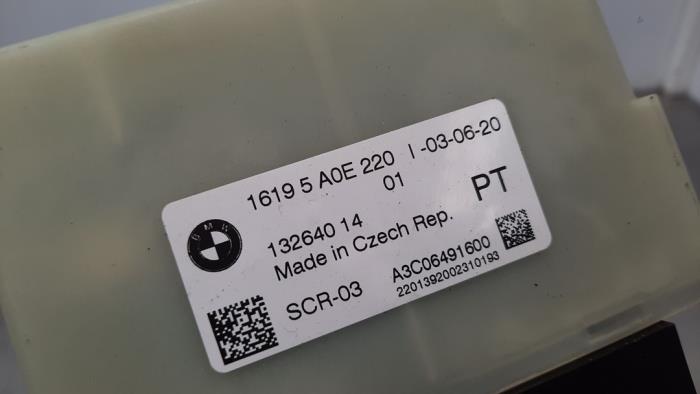 1619 5 A0E 220 I -03-06-20
01
BMW
132640 14
PT
Made in Czech Rep.
SCR-03
A3C06491600
2201392002310193